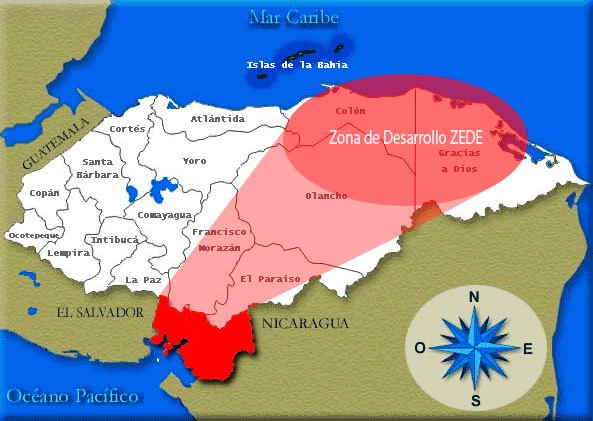 Mar Caribe
Islas de la Bahia
GUATEMALA
Cortés
Atlántida
Colón
Zona de Desarrollo ZEDE
Yoro
Gracias
a Dios
Santa
Bárbara
Copán
Olancho
Comayagua
Ocotepeque
Intibucá
Francisco
Morazán
Lempira
La Paz
El Paraiso
EL SALVADOR
NICARAGUA
N
O
E
S
Océano Pacífico